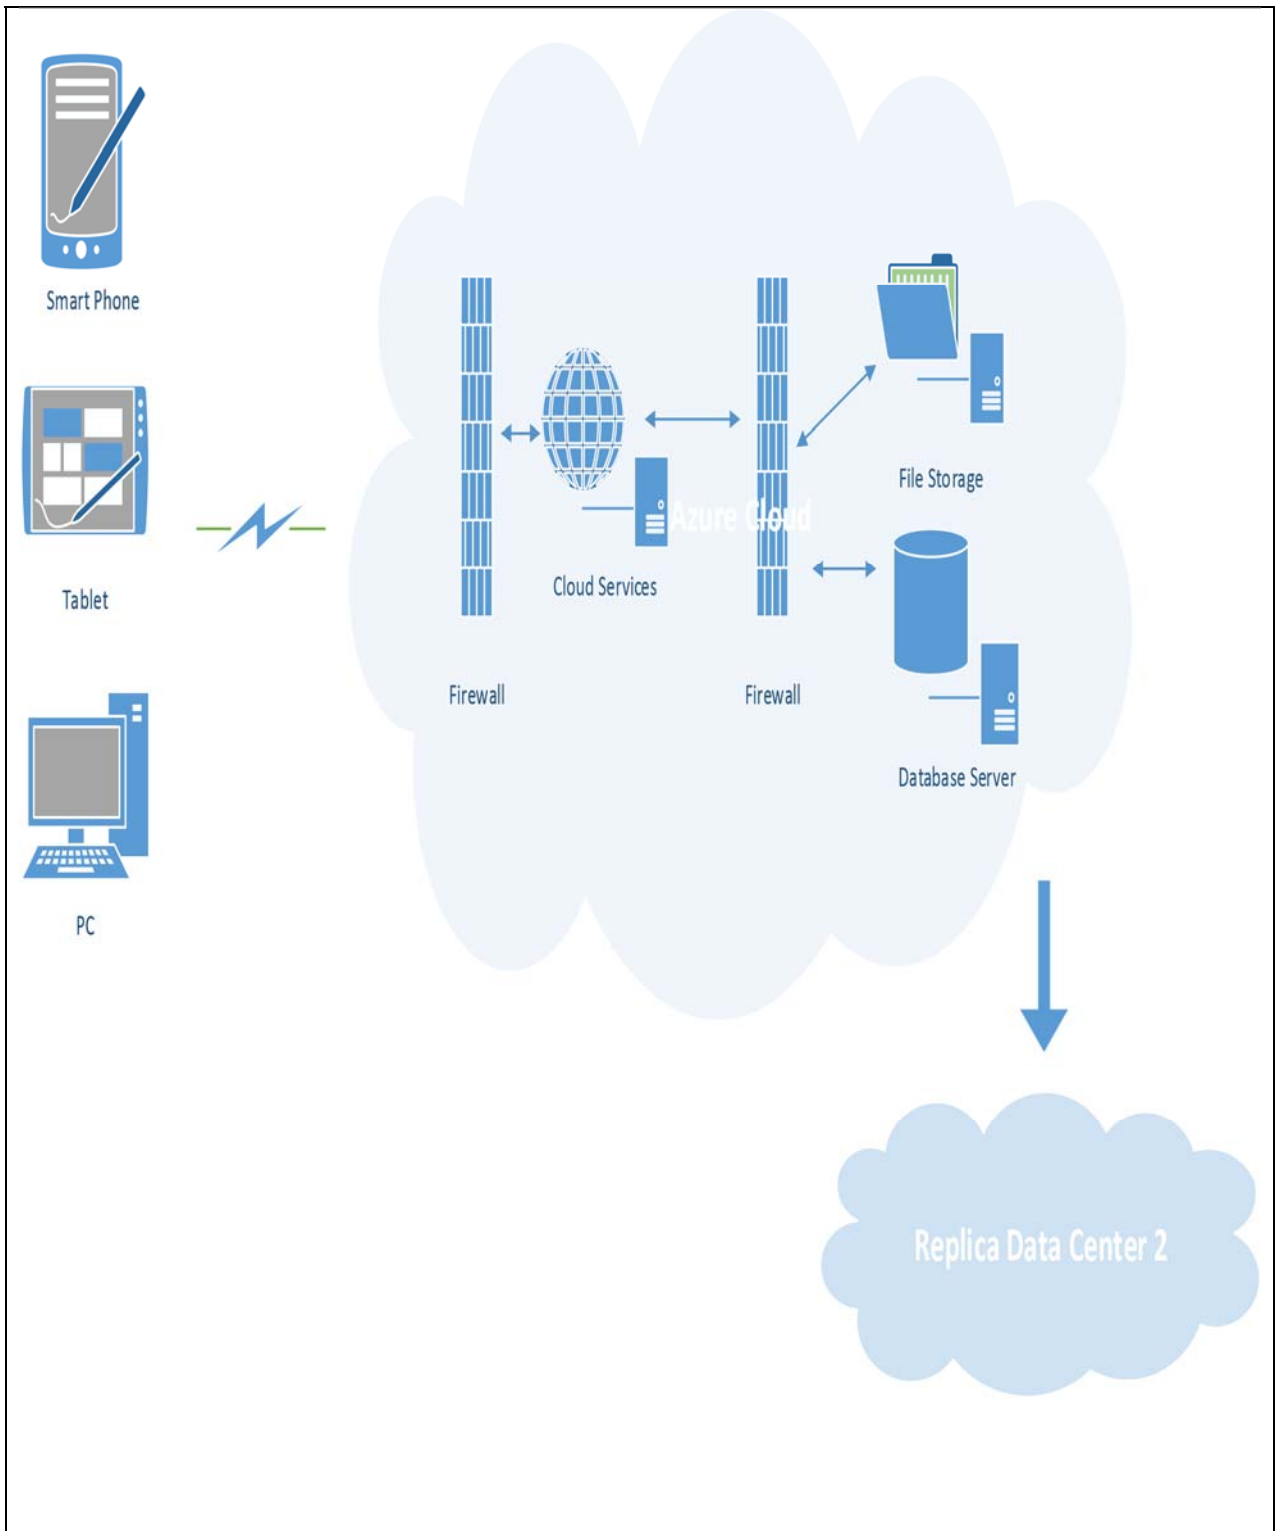 Smart Phone
Tablet
PC
Azure Cloud
Cloud Services
Firewall
Firewall
File Storage
Database Server
Replica Data Center 2